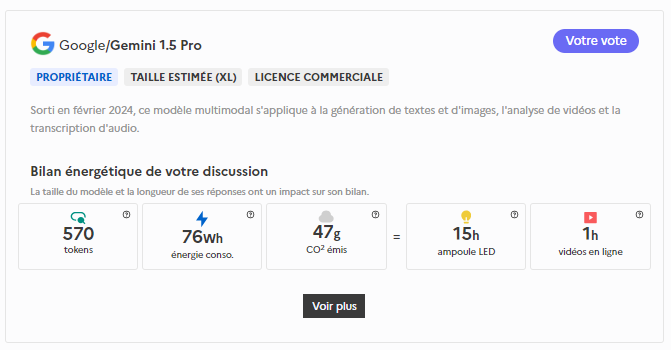 Google/Gemini 1.5 Pro
Votre vote
PROPRIÉTAIRE TAILLE ESTIMÉE (XL) LICENCE COMMERCIALE
Sorti en février 2024, ce modèle multimodal s'applique à la génération de textes et d'images, l'analyse de vidéos et la
transcription d'audio.
Bilan énergétique de votre discussion
La taille du modèle et la longueur de ses réponses ont un impact sur son bilan.
570
tokens
76Wh
énergie conso.
47g
CO² émis
=
15h
ampoule LED
1h
vidéos en ligne
Voir plus